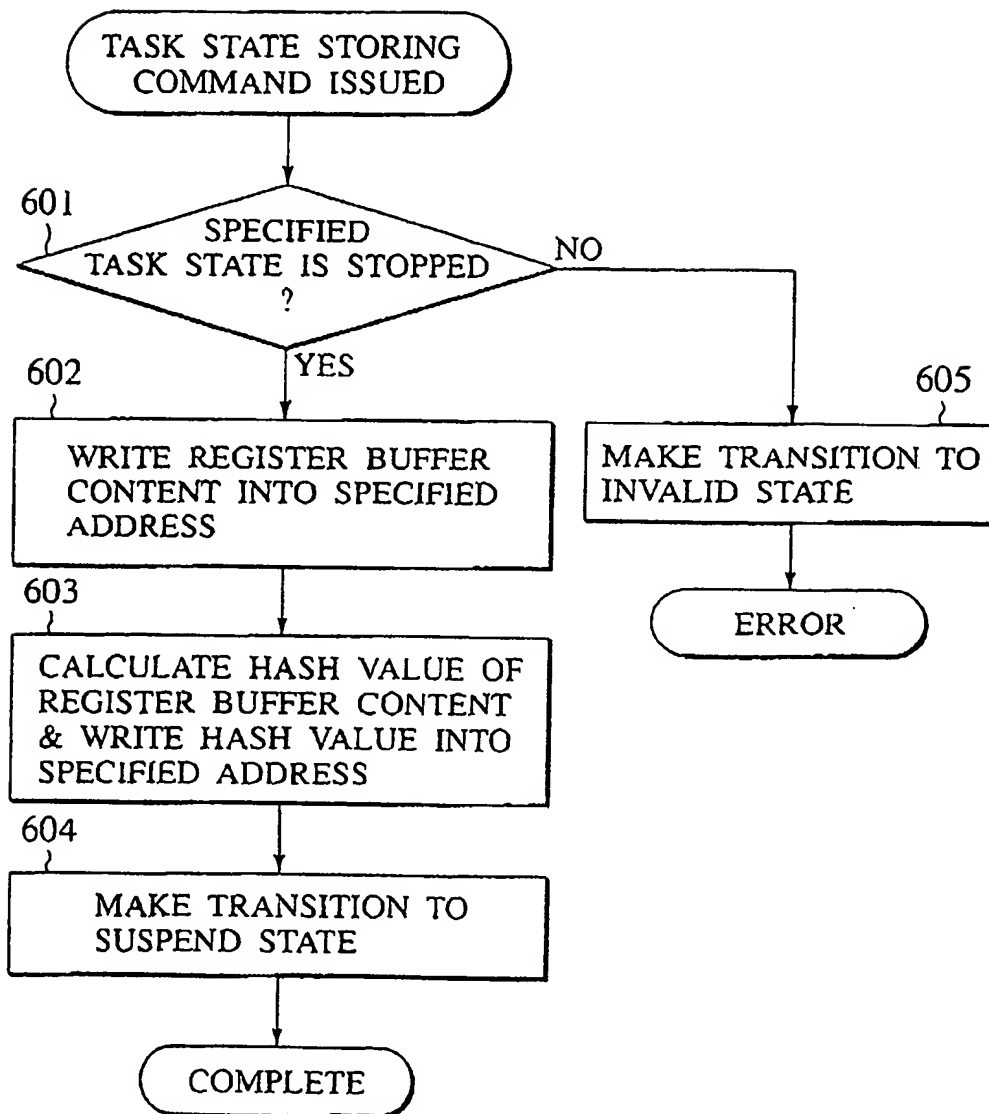 TASK STATE STORING
COMMAND ISSUED
601
SPECIFIED
TASK STATE IS STOPPED
?
NO
YES
602
WRITE REGISTER BUFFER
CONTENT INTO SPECIFIED
ADDRESS
605
MAKE TRANSITION TO
INVALID STATE
ERROR
603
CALCULATE HASH VALUE OF
REGISTER BUFFER CONTENT
& WRITE HASH VALUE INTO
SPECIFIED ADDRESS
604
MAKE TRANSITION TO
SUSPEND STATE
COMPLETE